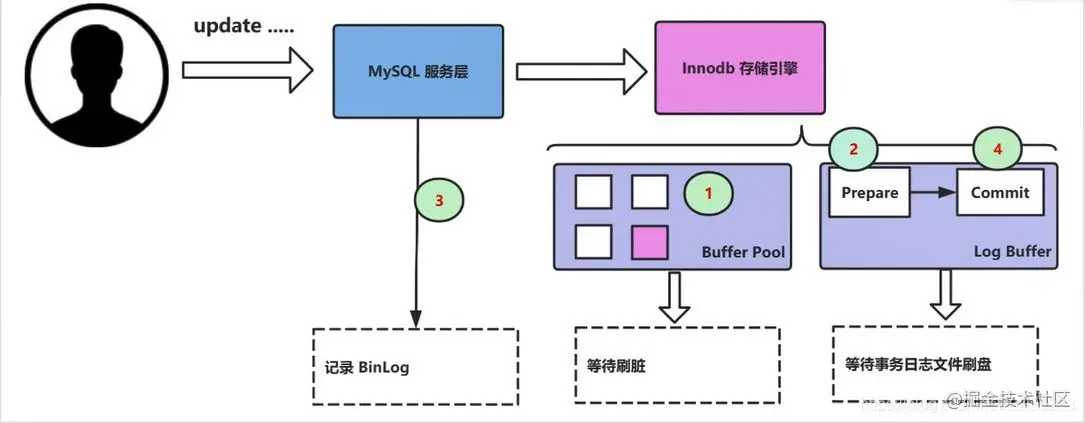 update .....
MySQL 服务层
Innodb 存储引擎
2
4
3
1
Prepare
Commit
Buffer Pool
Log Buffer
记录 BinLog
等待刷脏
等待事务日志文件刷盘
@掘金技术社区